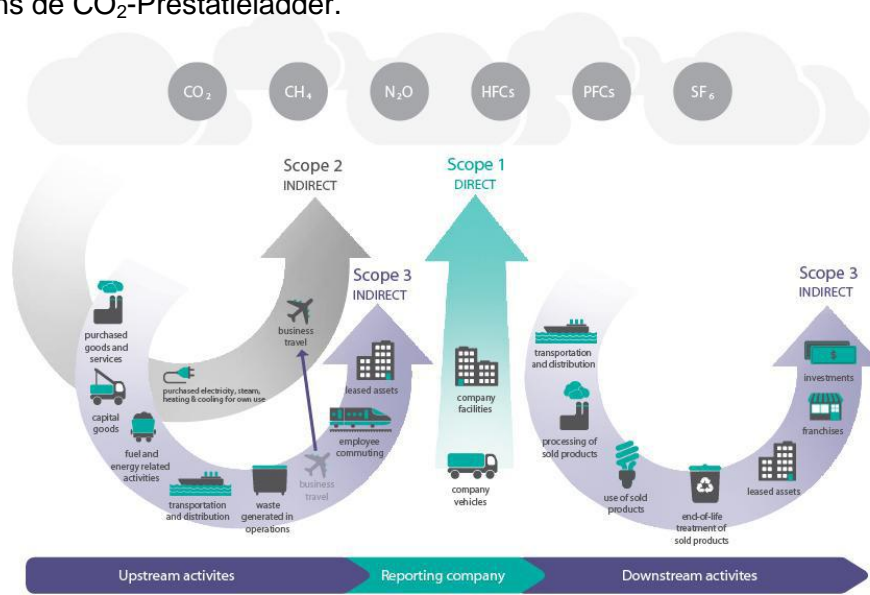 ns de CO₂-Prestatieladder.
CO₂
CH₄
N₂O
HFCs
PFCs
SF₆
Scope 2
INDIRECT
Scope 1
DIRECT
Scope 3
INDIRECT
Scope 3
INDIRECT
purchased
goods and
services
capital
goods
fuel and
energy related
activities
purchased electricity, steam,
heating & cooling for own use
transportation
and distribution
waste
generated in
operations
business
travel
business
travel
employee
commuting
leased assets
company
facilities
company
vehicles
transportation
and distribution
processing of
sold products
use of sold
products
end-of-life
treatment of
sold products
leased assets
franchises
investments
$
Upstream activites
Reporting company
Downstream activites